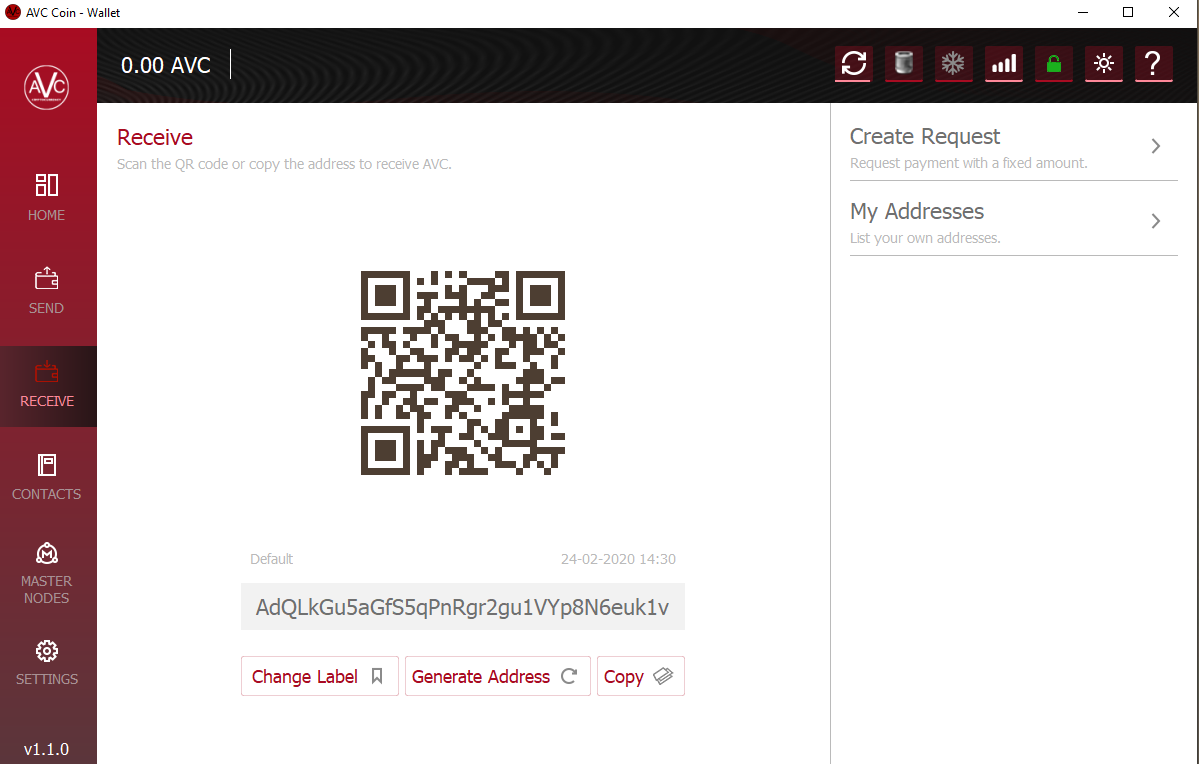 AVC Coin - Wallet
0.00 AVC
AVC
HOME
SEND
RECEIVE
CONTACTS
MASTER
NODES
SETTINGS
v1.1.0
Receive
Scan the QR code or copy the address to receive AVC.
Default
24-02-2020 14:30
AdQLkGu5aGfS5qPnRgr2gu1VYp8N6euk1v
Change Label
Generate Address
Copy
Create Request
Request payment with a fixed amount.
My Addresses
List your own addresses.